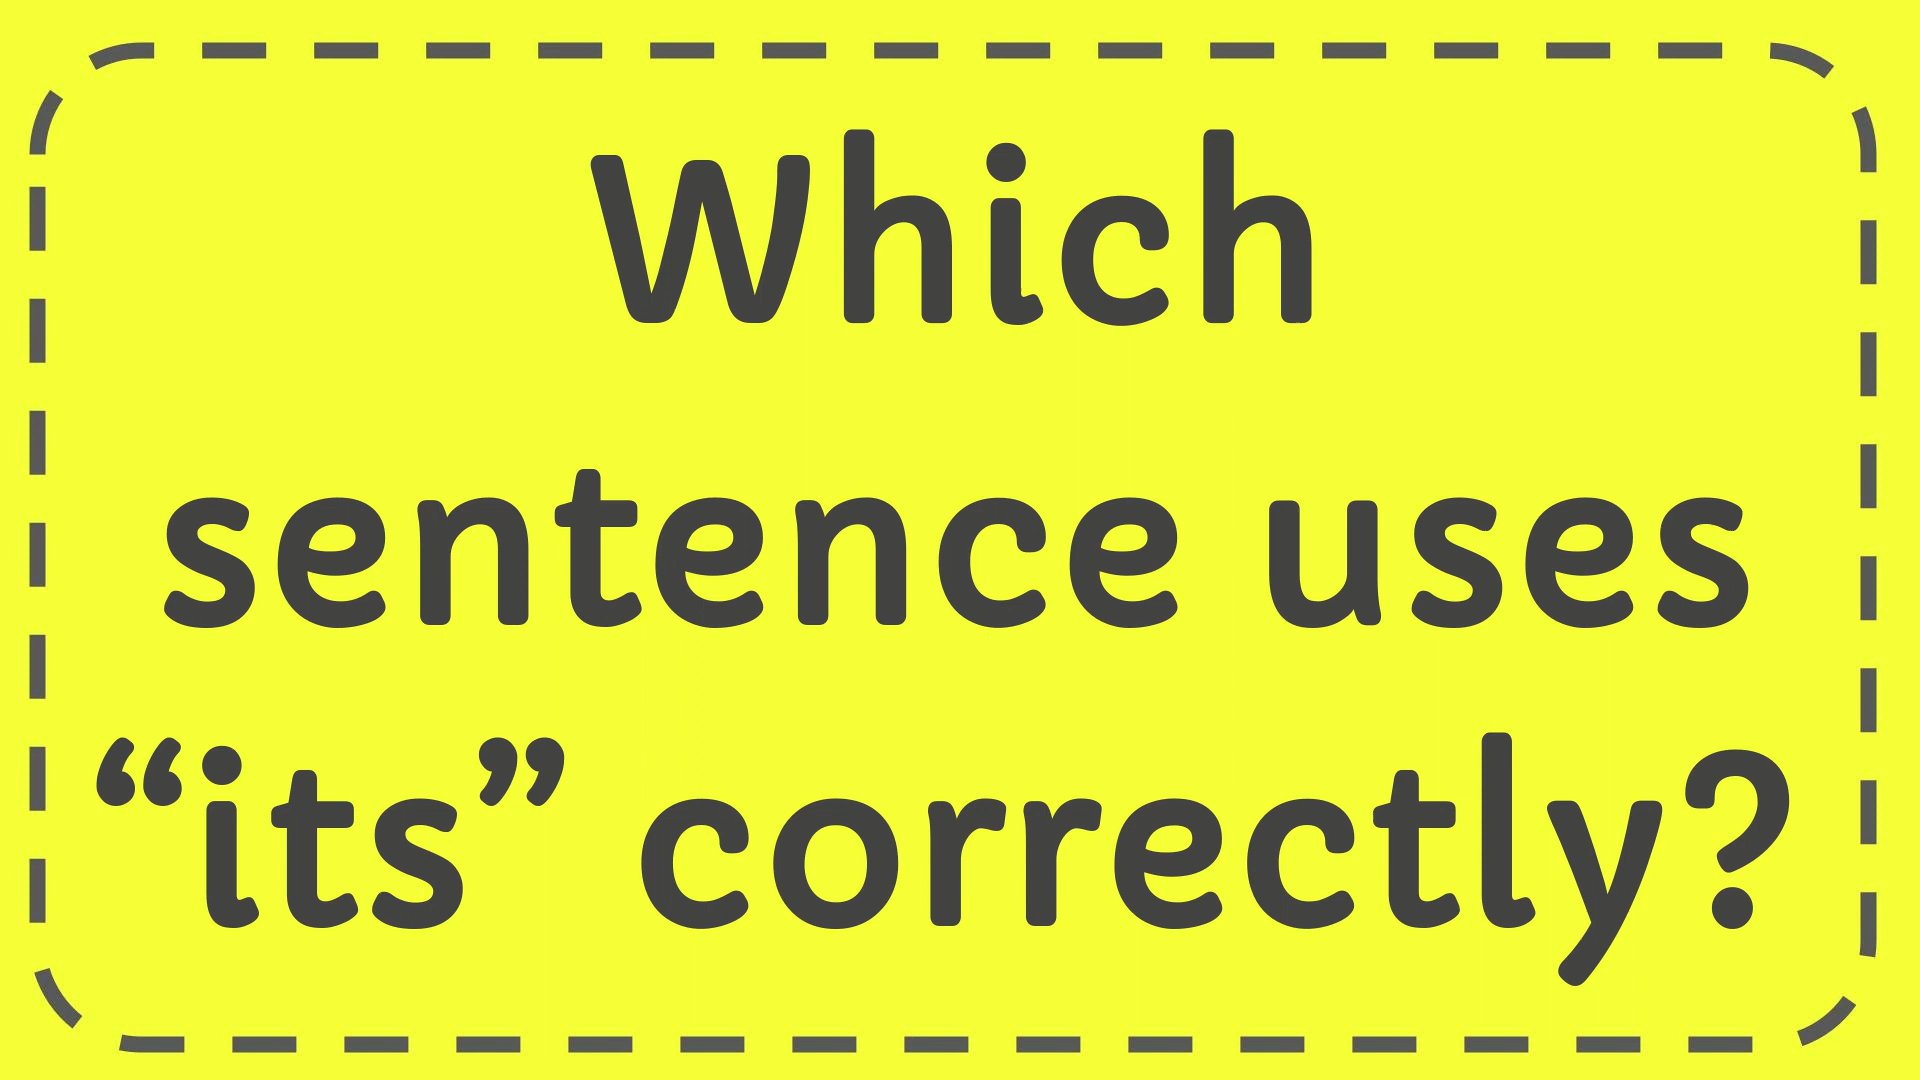 Which
sentence uses
“its” correctly?